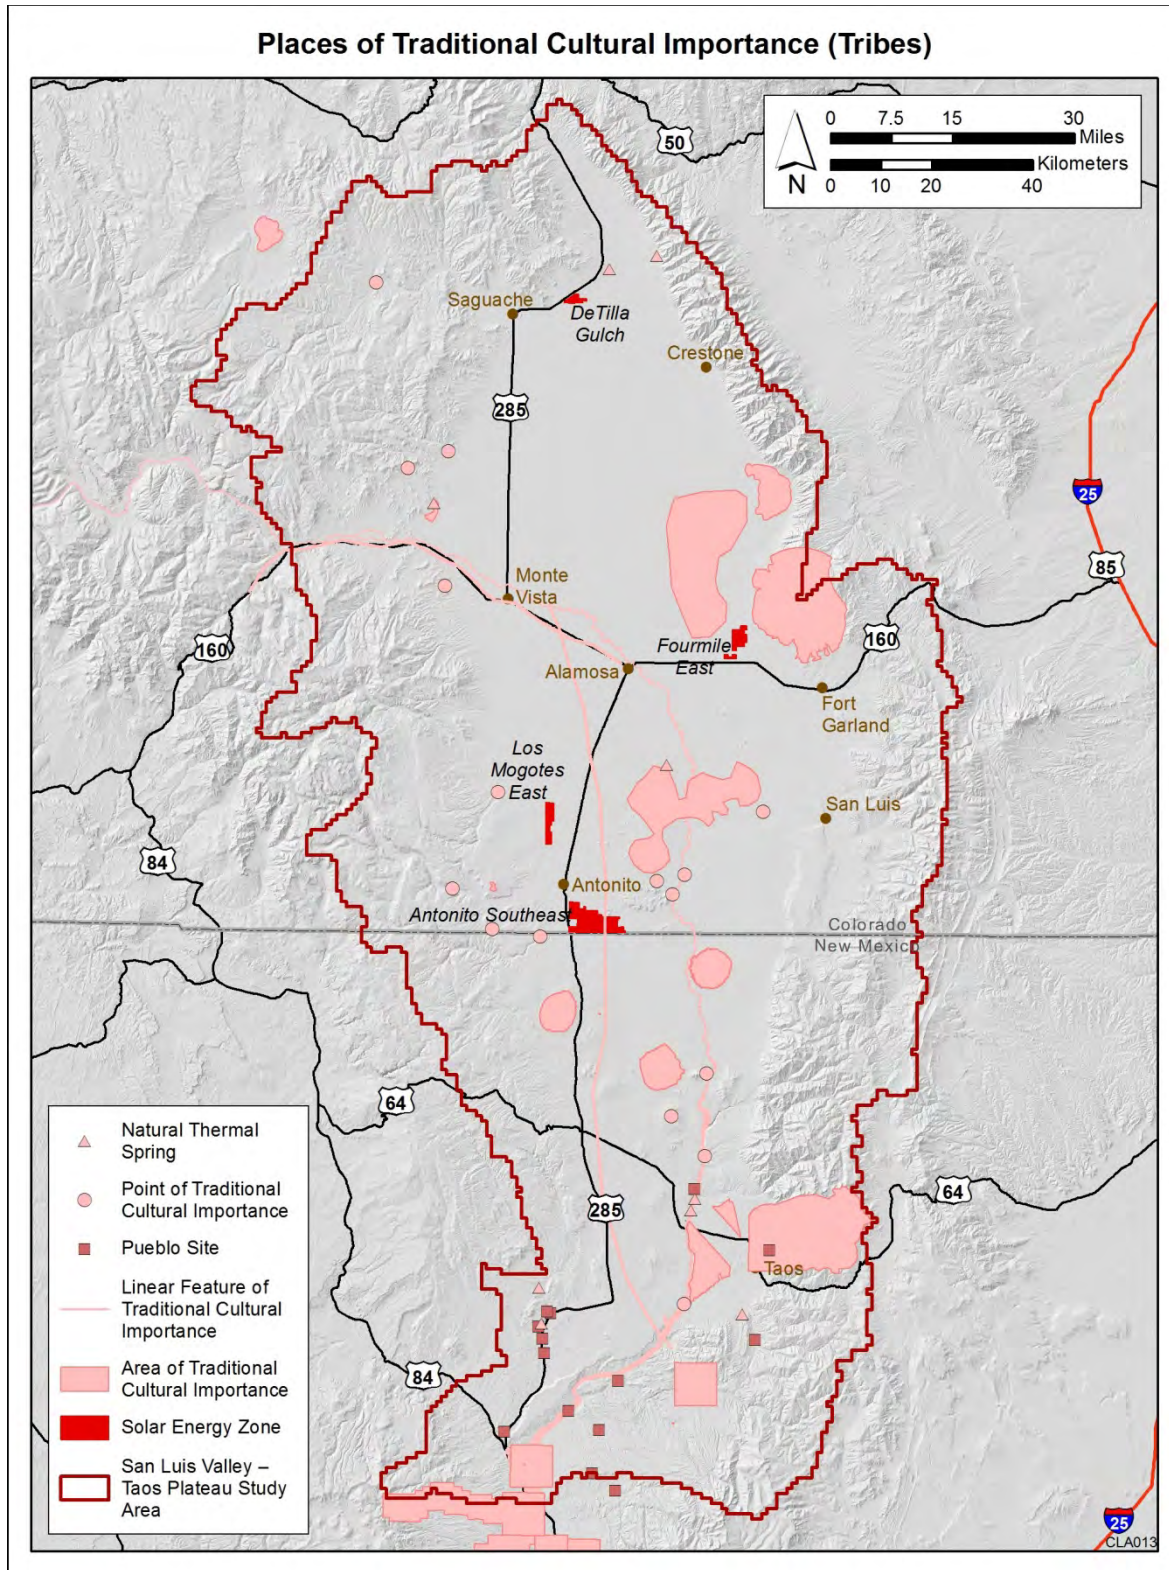 Places of Traditional Cultural Importance (Tribes)
0 7.5 15 30
Miles
Kilometers
0 10 20 40
N
50
Saguache
DeTilla
Gulch
Crestone
285
25
85
Monte
Vista
160
Fourmile
East
160
Alamosa
Fort
Garland
Los
Mogotes
East
San Luis
84
Antonito
Antonito Southeast
Colorado
New Mexico
64
64
285
Taos
84
25
CLA013
Natural Thermal
Spring
Point of Traditional
Cultural Importance
Pueblo Site
Linear Feature of
Traditional Cultural
Importance
Area of Traditional
Cultural Importance
Solar Energy Zone
San Luis Valley –
Taos Plateau Study
Area